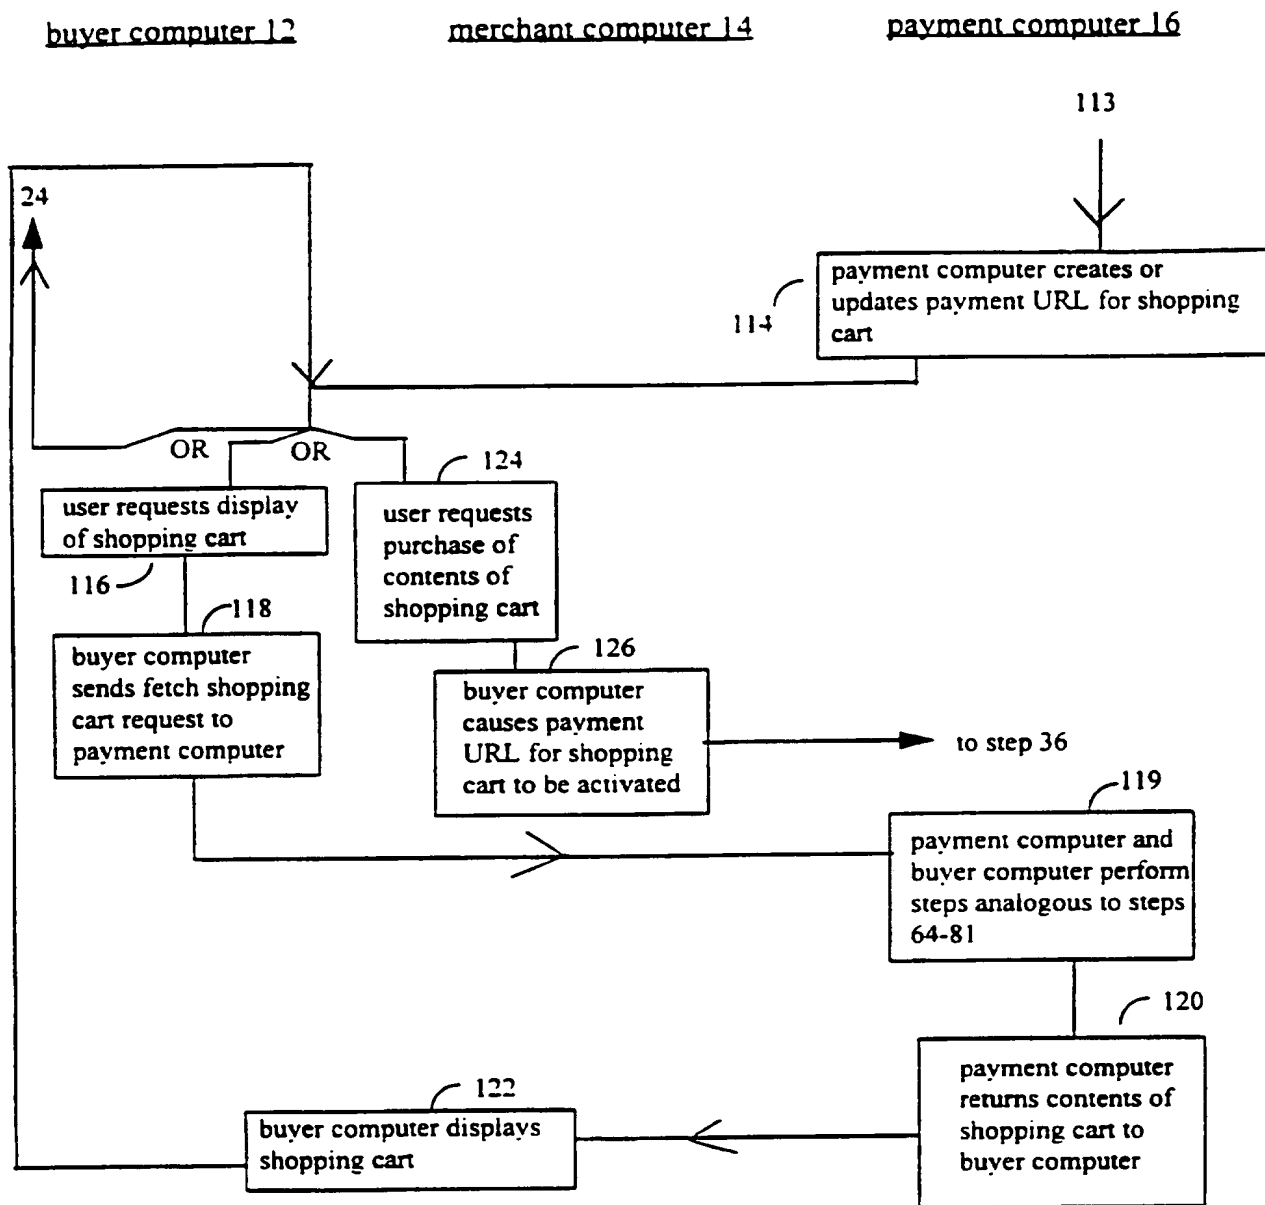 buyer computer 12
merchant computer 14
payment computer 16
113
24
payment computer creates or
updates payment URL for shopping
cart
114
OR
OR
124
user requests display
of shopping cart
116
user requests
purchase of
contents of
shopping cart
118
buyer computer
sends fetch shopping
cart request to
payment computer
126
buyer computer
causes payment
URL for shopping
cart to be activated
to step 36
119
payment computer and
buyer computer perform
steps analogous to steps
64-81
120
payment computer
returns contents of
shopping cart to
buyer computer
122
buyer computer displays
shopping cart